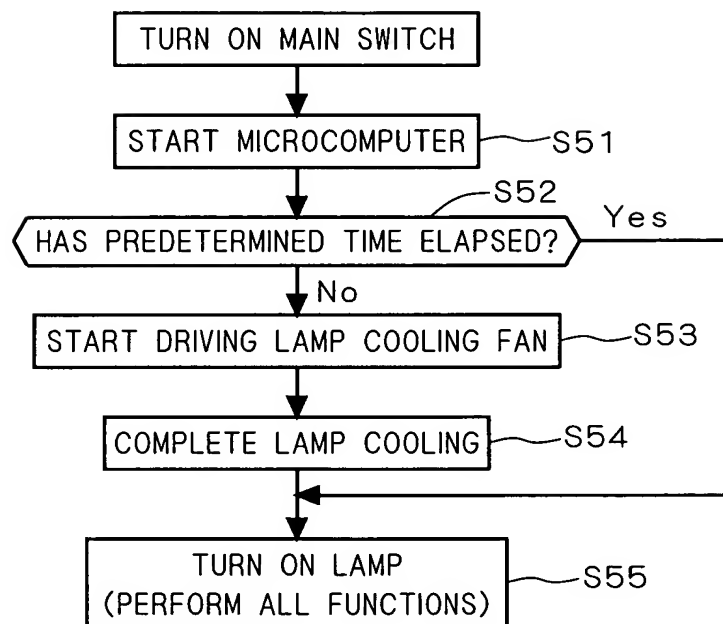 TURN ON MAIN SWITCH
START MICROCOMPUTER
S51
S52
HAS PREDETERMINED TIME ELAPSED?
Yes
No
START DRIVING LAMP COOLING FAN
S53
COMPLETE LAMP COOLING
S54
TURN ON LAMP
(PERFORM ALL FUNCTIONS)
S55